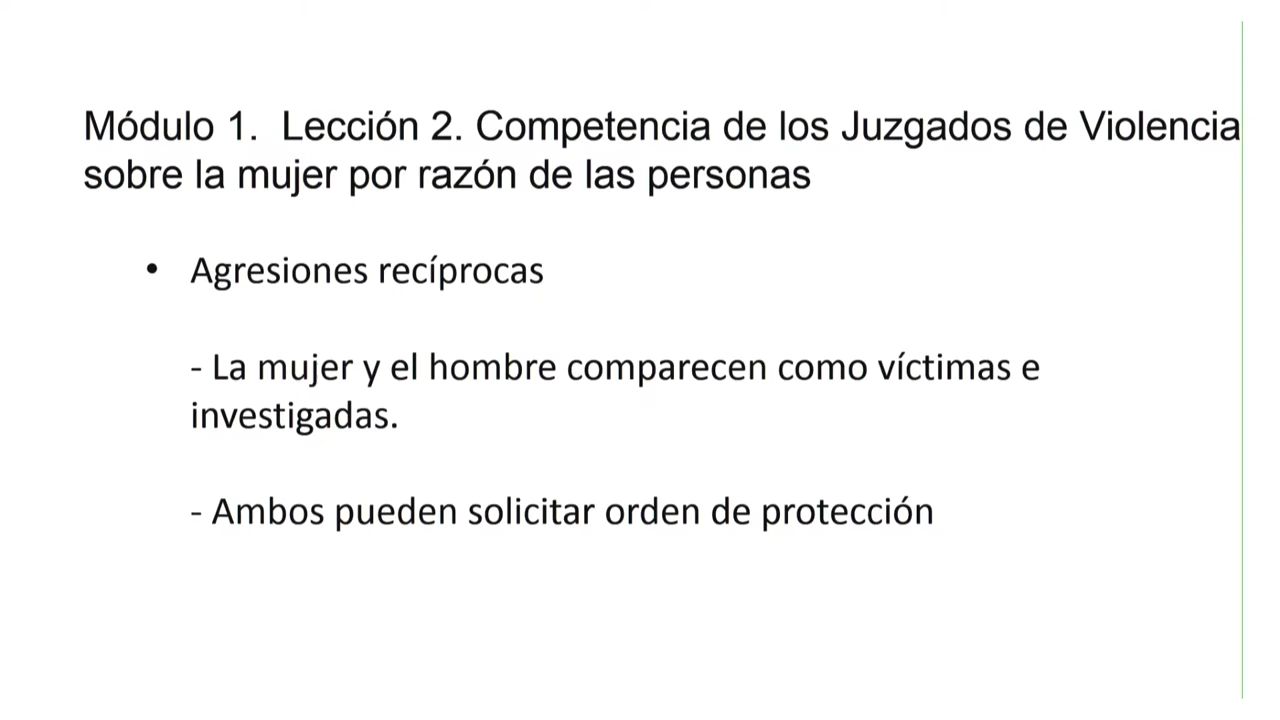 Módulo 1.  Lección 2. Competencia de los Juzgados de Violencia
sobre la mujer por razón de las personas
• Agresiones recíprocas
- La mujer y el hombre comparecen como víctimas e
investigadas.
- Ambos pueden solicitar orden de protección